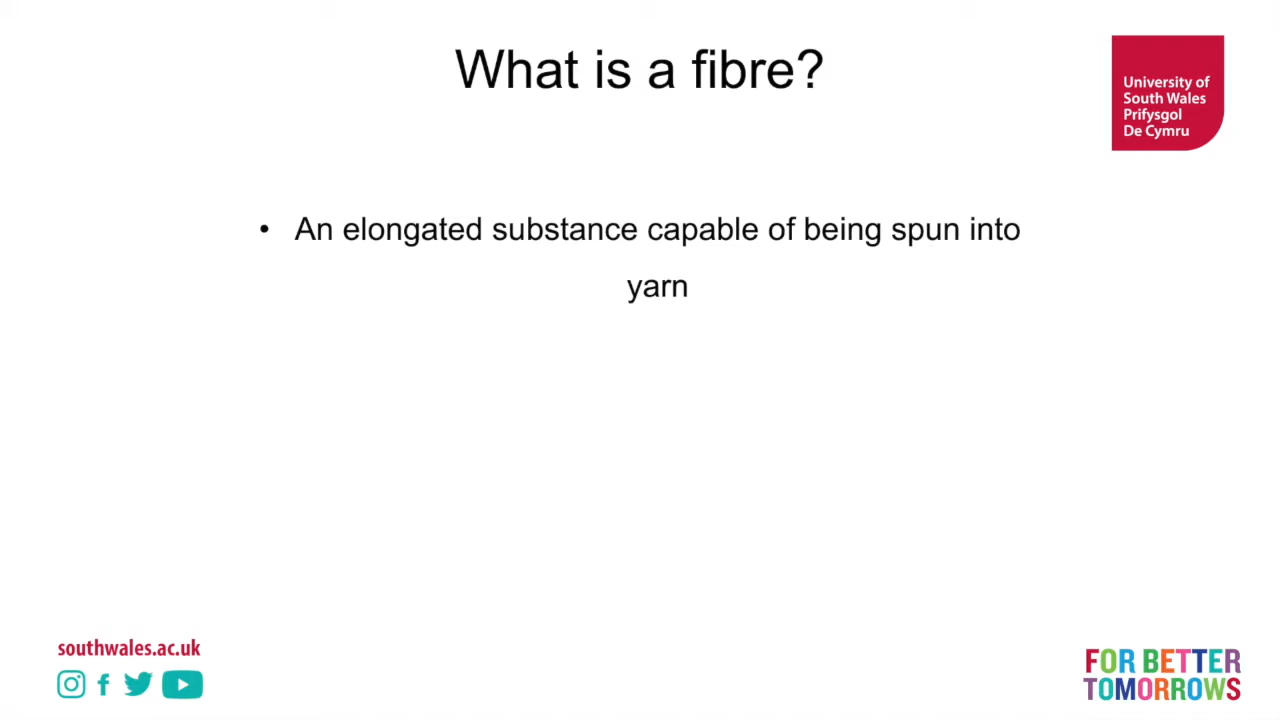 What is a fibre?
University of
South Wales
Prifysgol
De Cymru
• An elongated substance capable of being spun into
yarn
southwales.ac.uk
FOR BETTER
TOMORROWS